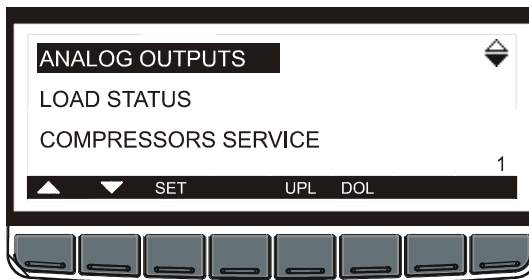 ANALOG OUTPUTS
LOAD STATUS
COMPRESSORS SERVICE
1
SET UPL DOL